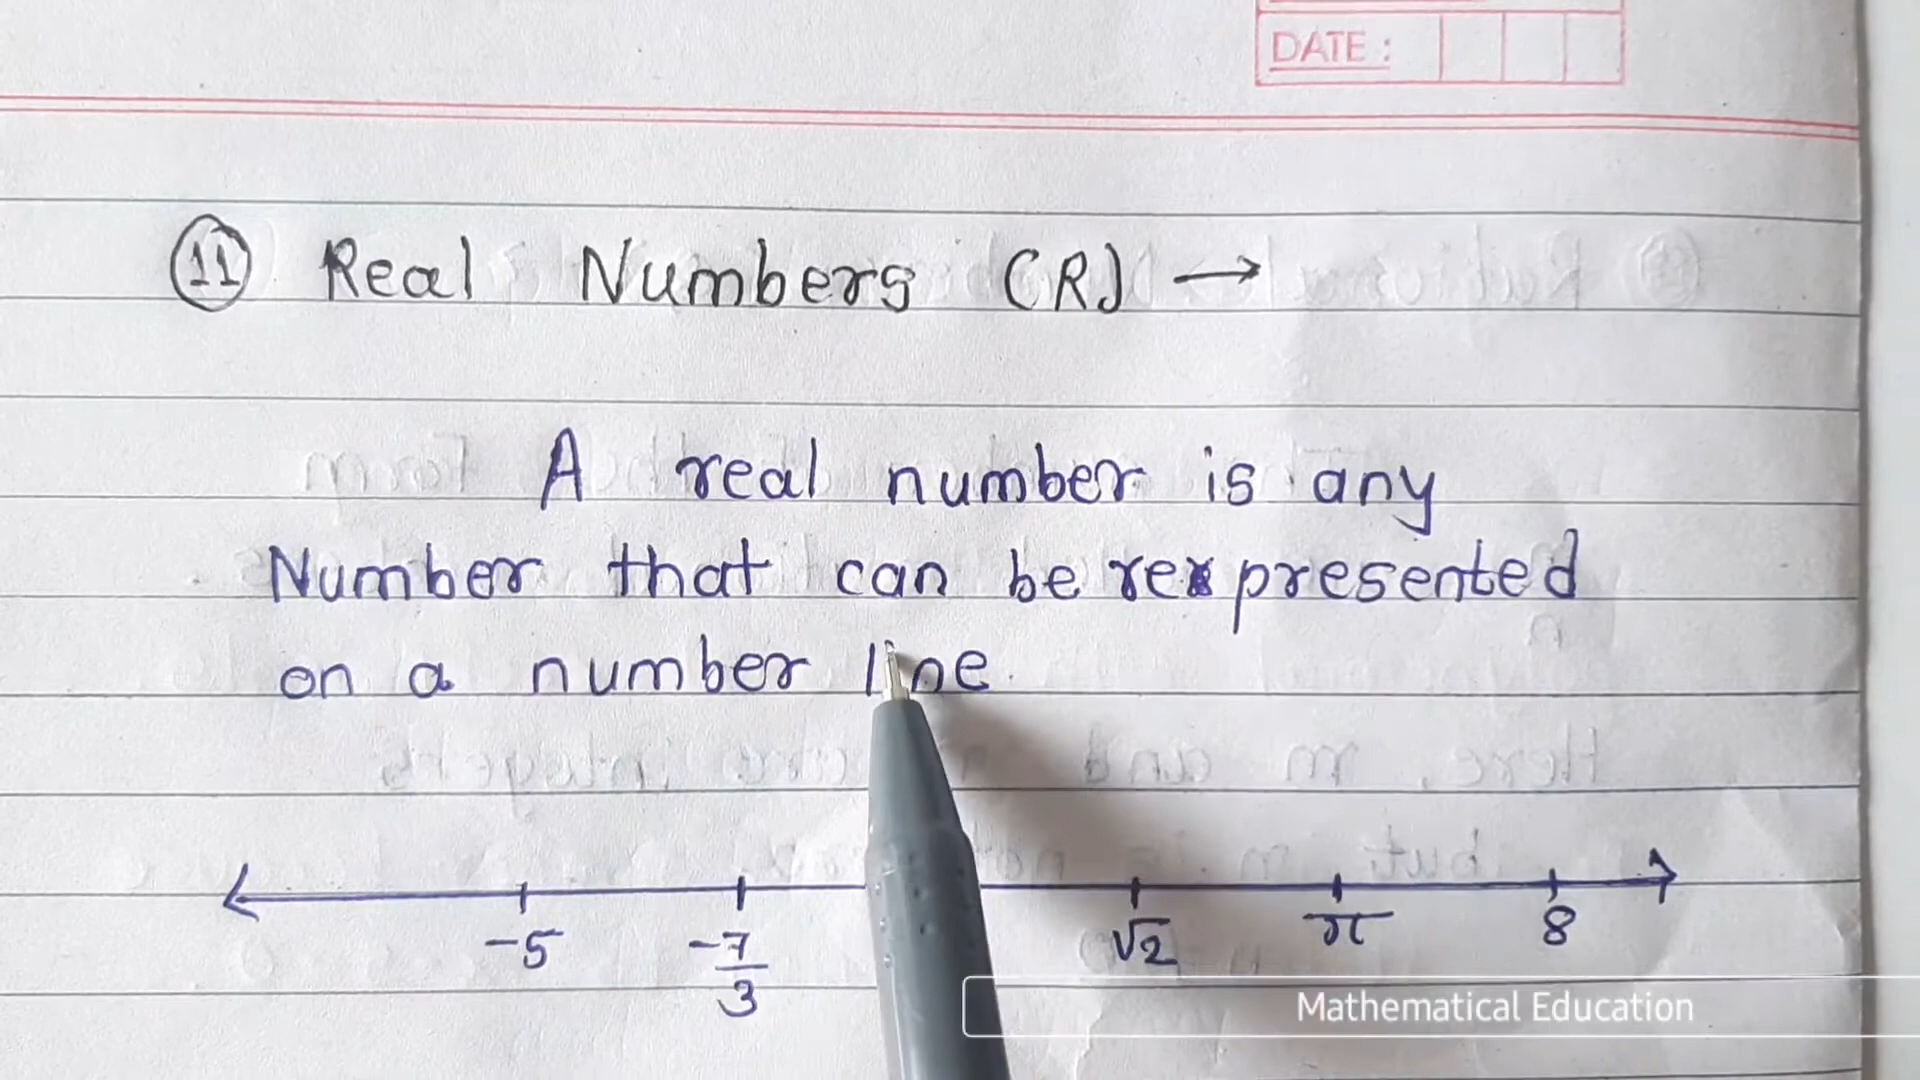 DATE :
11 Real Numbers (R) →
A real number is any
Number that can be represented
on a number line.
-5 -7/3 √2 π 8
Mathematical Education